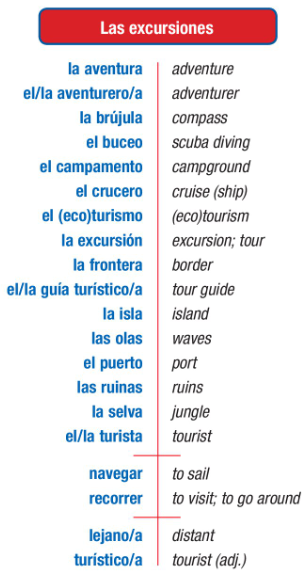 Las excursiones
la aventura adventure
el/la aventurero/a adventurer
la brújula compass
el buceo scuba diving
el campamento campground
el crucero cruise (ship)
el (eco)turismo (eco)tourism
la excursión excursion; tour
la frontera border
el/la guía turístico/a tour guide
la isla island
las olas waves
el puerto port
las ruinas ruins
la selva jungle
el/la turista tourist
navegar to sail
recorrer to visit; to go around
lejano/a distant
turístico/a tourist (adj.)